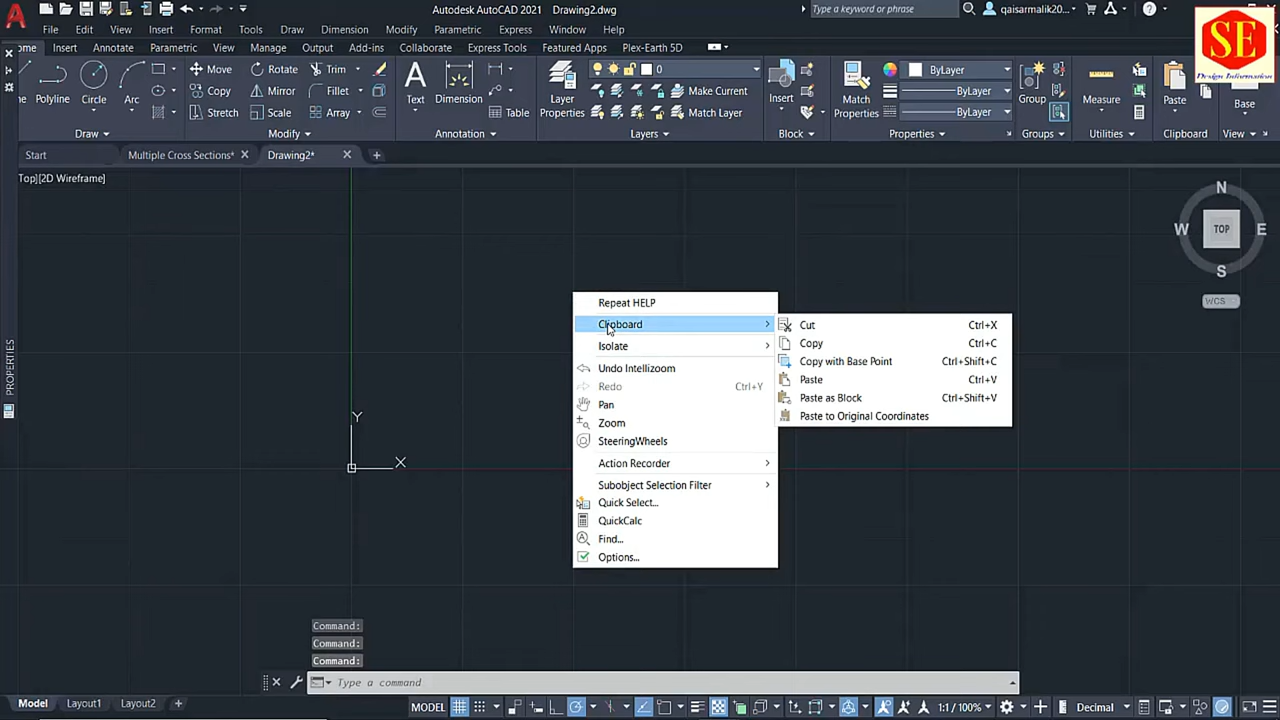 Autodesk AutoCAD 2021 Drawing2.dwg
Type a keyword or phrase
qaisarmalik20...
File Edit View Insert Format Tools Draw Dimension Modify Parametric Express Window Help
ome Insert Annotate Parametric View Manage Output Add-ins Collaborate Express Tools Featured Apps Plex-Earth 5D
SE
Design Information
ne Polyline Circle Arc
Move Rotate Trim
Copy Mirror Fillet
Stretch Scale Array
Text Dimension Table
Layer Properties
0
Make Current
Match Layer
Insert
Match Properties
ByLayer
ByLayer
ByLayer
Group
Measure
Paste
Base
Draw Modify Annotation Layers Block Properties Groups Utilities Clipboard View
Start Multiple Cross Sections* Drawing2*
Top][2D Wireframe]
N
W TOP E
S
WCS
PROPERTIES
Y
X
Repeat HELP
Clipboard
Isolate
Undo Intellizoom
Redo Ctrl+Y
Pan
Zoom
SteeringWheels
Action Recorder
Subobject Selection Filter
Quick Select...
QuickCalc
Find...
Options...
Cut Ctrl+X
Copy Ctrl+C
Copy with Base Point Ctrl+Shift+C
Paste Ctrl+V
Paste as Block Ctrl+Shift+V
Paste to Original Coordinates
Command:
Command:
Command:
Type a command
Model Layout1 Layout2 +
MODEL 1:1 / 100% Decimal